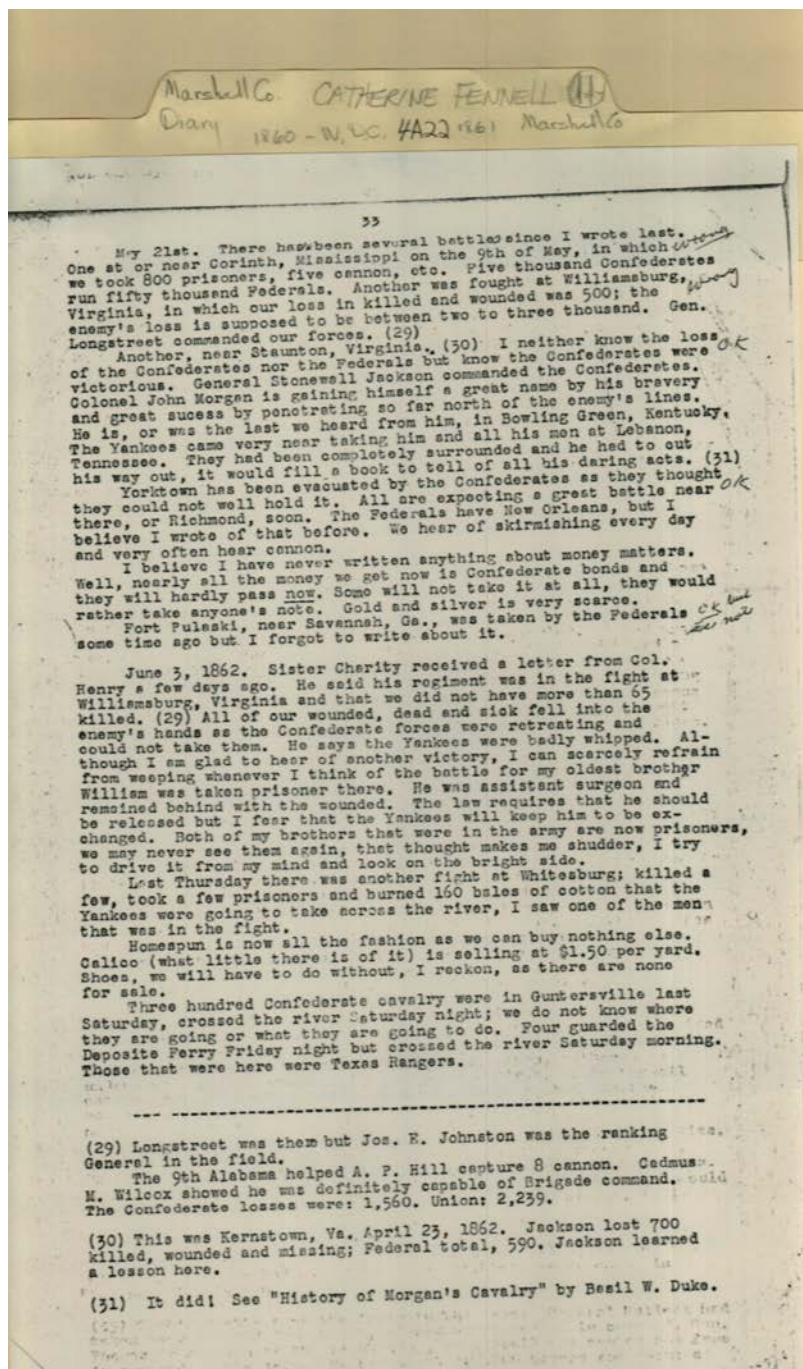 Marshall Co. CATHERINE FENNELL 11
Diary 1860 - 4A22 1861 Marshall Co
33
May 21st. There has been several battles since I wrote last.
One at or near Corinth, Mississippi on the 9th of May, in which wrong
we took 800 prisoners, five cannon, etc. Five thousand Confederates
run fifty thousand Federals. Another was fought at Williamsburg, wrong
Virginia, in which our loss in killed and wounded was 500; the
enemy's loss is supposed to be between two to three thousand. Gen.
Longstreet commanded our forces. (29)
Another, near Staunton, Virginia. (30) I neither know the loss OK
of the Confederates nor the Federals but know the Confederates were
victorious. General Stonewall Jackson commanded the Confederates.
Colonel John Morgan is gaining himself a great name by his bravery
and great sucess by penetrating so far north of the enemy's lines.
He is, or was the last we heard from him, in Bowling Green, Kentucky.
The Yankees came very near taking him and all his men at Lebanon,
Tennessee. They had been completely surrounded and he had to cut
his way out, it would fill a book to tell of all his daring acts. (31)
Yorktown has been evacuated by the Confederates as they thought
they could not well hold it. All are expecting a great battle near OK
there, or Richmond, soon. The Federals have New Orleans, but I
believe I wrote of that before. We hear of skirmishing every day
and very often hear cannon.
I believe I have never written anything about money matters.
Well, nearly all the money we get now is Confederate bonds and
they will hardly pass now. Some will not take it at all, they would
rather take anyone's note. Gold and silver is very scarce.
Fort Pulaski, near Savannah, Ga., was taken by the Federals OK but
some time ago but I forgot to write about it. see note
June 3, 1862. Sister Charity received a letter from Col.
Henry a few days ago. He said his regiment was in the fight at
Williamsburg, Virginia and that we did not have more than 65
killed. (29) All of our wounded, dead and sick fell into the
enemy's hands as the Confederate forces were retreating and
could not take them. He says the Yankees were badly whipped. Al-
though I am glad to hear of another victory, I can scarcely refrain
from weeping whenever I think of the battle for my oldest brother
William was taken prisoner there. He was assistant surgeon and
remained behind with the wounded. The law requires that he should
be released but I fear that the Yankees will keep him to be ex-
changed. Both of my brothers that were in the army are now prisoners,
we may never see them again, that thought makes me shudder, I try
to drive it from my mind and look on the bright side.
Last Thursday there was another fight at Whitesburg; killed a
few, took a few prisoners and burned 160 bales of cotton that the
Yankees were going to take across the river, I saw one of the men
that was in the fight.
Homespun is now all the fashion as we can buy nothing else.
Calico (what little there is of it) is selling at $1.50 per yard.
Shoes, we will have to do without, I reckon, as there are none
for sale.
Three hundred Confederate cavalry were in Guntersville last
Saturday, crossed the river Saturday night; we do not know where
they are going or what they are going to do. Four guarded the
Deposite Ferry Friday night but crossed the river Saturday morning.
Those that were here were Texas Rangers.
(29) Longstreet was there but Jos. E. Johnston was the ranking
General in the field.
The 9th Alabama helped A. P. Hill capture 8 cannon. Cadmus
M. Wilcox showed he was definitely capable of Brigade command.
The Confederate losses were: 1,560. Union: 2,239.
(30) This was Kernstown, Va. April 23, 1862. Jackson lost 700
killed, wounded and missing; Federal total, 590. Jackson learned
a lesson here.
(31) It did! See "History of Morgan's Cavalry" by Basil W. Duke.